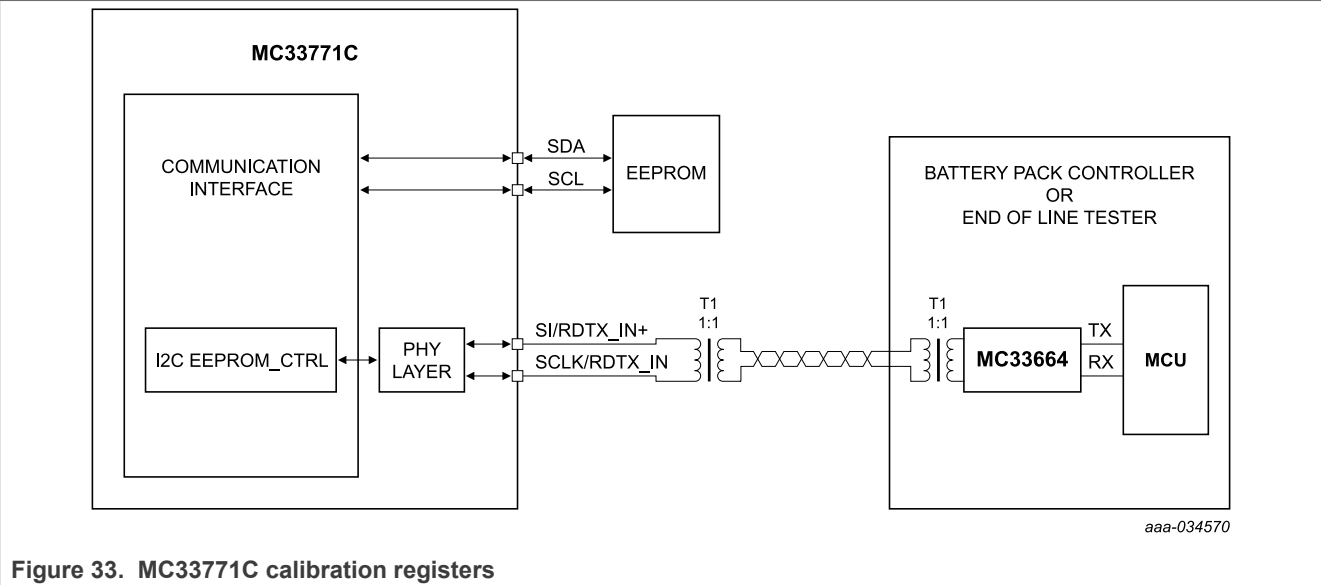 MC33771C
COMMUNICATION
INTERFACE
SDA
SCL
EEPROM
I2C EEPROM_CTRL
PHY
LAYER
SI/RDTX_IN+
SCLK/RDTX_IN
T1
1:1
BATTERY PACK CONTROLLER
OR
END OF LINE TESTER
T1
1:1
MC33664
TX
RX
MCU
aaa-034570
Figure 33. MC33771C calibration registers